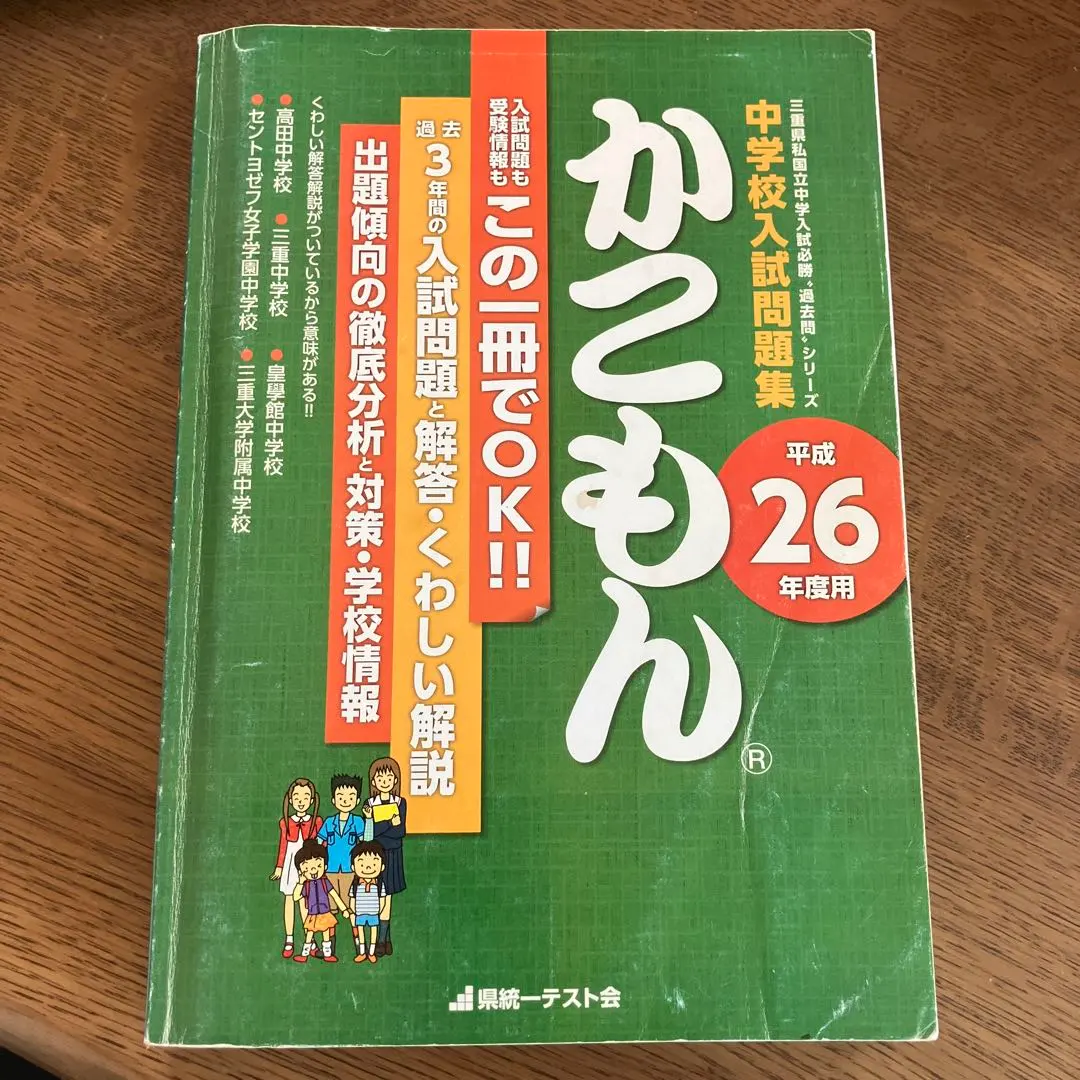 三重県私国立中学入試必勝“過去問”シリーズ
中学校入試問題集
平成
26
年度用
かこもん
®
入試問題も
受験情報も
この一冊でOK!!
過去3年間の入試問題と解答・くわしい解説
出題傾向の徹底分析と対策・学校情報
くわしい解答解説がついているから意味がある!!
●高田中学校 ●三重中学校 ●皇學館中学校
●セントヨゼフ女子学園中学校 ●三重大学附属中学校
県統一テスト会